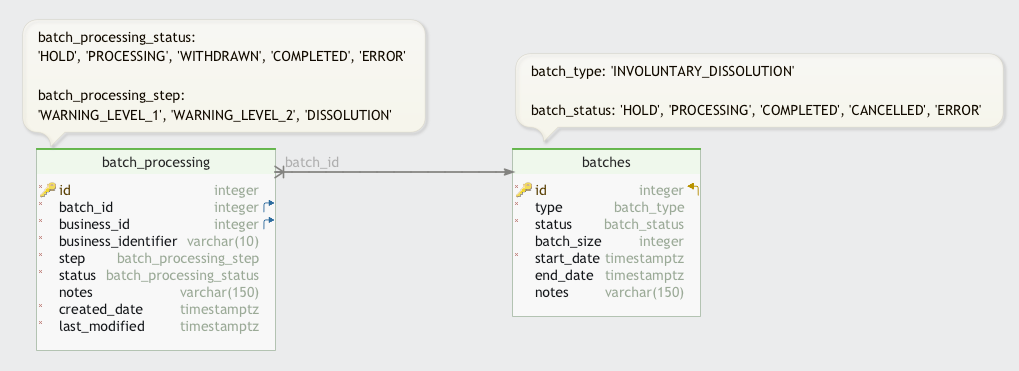 batch_processing_status:
'HOLD', 'PROCESSING', 'WITHDRAWN', 'COMPLETED', 'ERROR'
batch_processing_step:
'WARNING_LEVEL_1', 'WARNING_LEVEL_2', 'DISSOLUTION'
batch_type: 'INVOLUNTARY_DISSOLUTION'
batch_status: 'HOLD', 'PROCESSING', 'COMPLETED', 'CANCELLED', 'ERROR'
batch_processing
id integer
batch_id integer
business_id integer
business_identifier varchar(10)
step batch_processing_step
status batch_processing_status
notes varchar(150)
created_date timestamptz
last_modified timestamptz
batch_id
batches
id integer
type batch_type
status batch_status
batch_size integer
start_date timestamptz
end_date timestamptz
notes varchar(150)